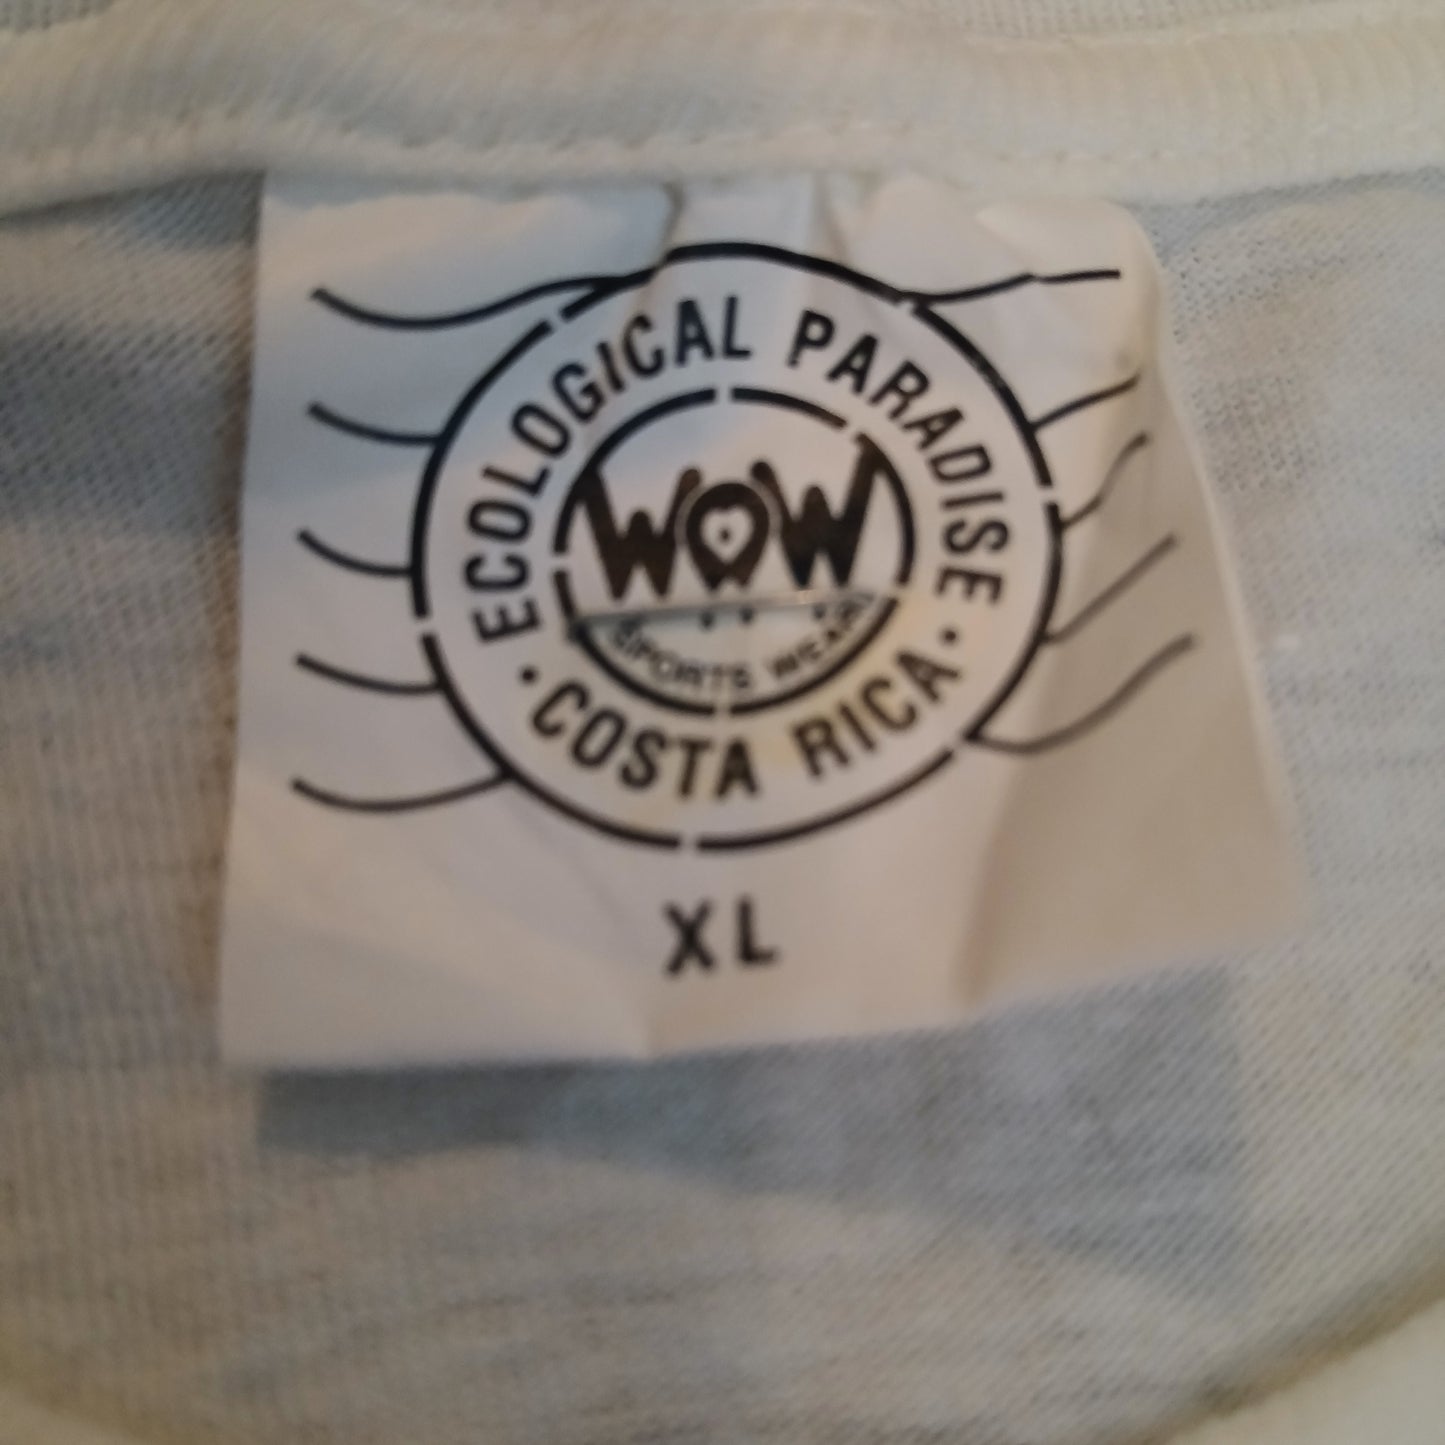 ECOLOGICAL PARADISE
WOW
SPORTS WEAR
• COSTA RICA •
XL